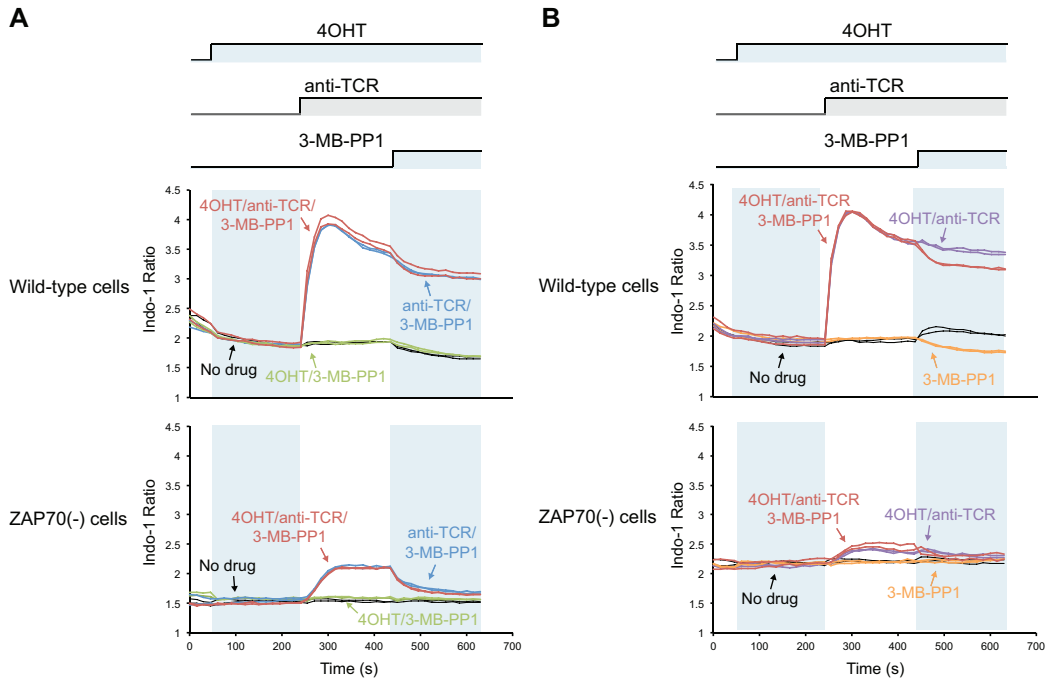 A
4OHT
anti-TCR
3-MB-PP1
Wild-type cells
Indo-1 Ratio
4.5
4
3.5
3
2.5
2
1.5
1
4OHT/anti-TCR/
3-MB-PP1
anti-TCR/
3-MB-PP1
No drug
4OHT/3-MB-PP1
ZAP70(-) cells
Indo-1 Ratio
4.5
4
3.5
3
2.5
2
1.5
1
4OHT/anti-TCR/
3-MB-PP1
anti-TCR/
3-MB-PP1
No drug
4OHT/3-MB-PP1
0 100 200 300 400 500 600 700
Time (s)
B
4OHT
anti-TCR
3-MB-PP1
Wild-type cells
Indo-1 Ratio
4.5
4
3.5
3
2.5
2
1.5
1
4OHT/anti-TCR
3-MB-PP1
4OHT/anti-TCR
No drug
3-MB-PP1
ZAP70(-) cells
Indo-1 Ratio
4.5
4
3.5
3
2.5
2
1.5
1
4OHT/anti-TCR
3-MB-PP1
4OHT/anti-TCR
No drug
3-MB-PP1
0 100 200 300 400 500 600 700
Time (s)